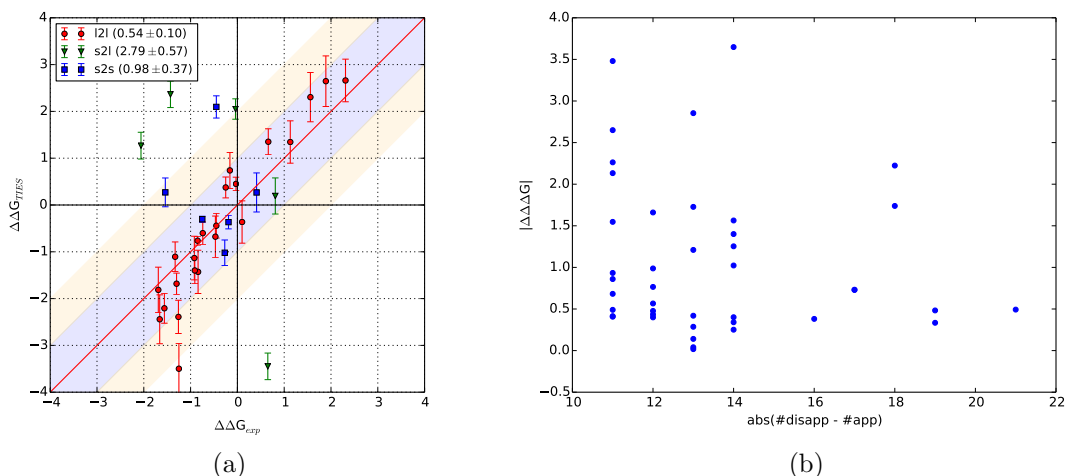 4
3
2
1
0
−1
−2
−3
−4
−4 −3 −2 −1 0 1 2 3 4
ΔΔG_TIES
ΔΔG_exp
l2l (0.54±0.10)
s2l (2.79±0.57)
s2s (0.98±0.37)
(a)
4.0
3.5
3.0
2.5
2.0
1.5
1.0
0.5
0.0
−0.5
10 12 14 16 18 20 22
|ΔΔΔG|
abs(#disapp - #app)
(b)